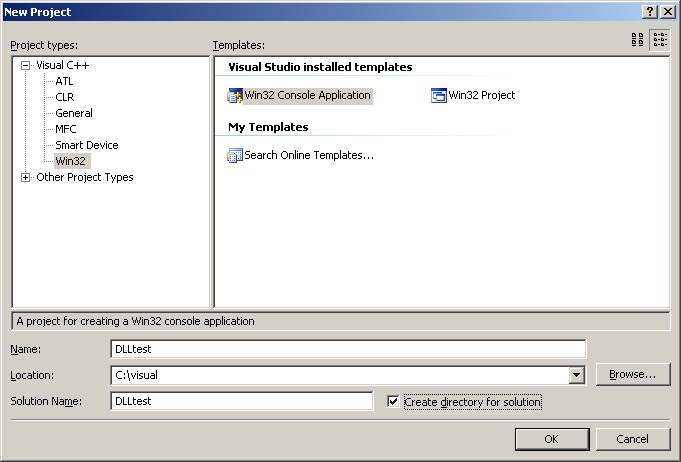 New Project
Project types:
Templates:
Visual C++
ATL
CLR
General
MFC
Smart Device
Win32
Other Project Types
Visual Studio installed templates
Win32 Console Application
Win32 Project
My Templates
Search Online Templates...
A project for creating a Win32 console application
Name:
DLLtest
Location:
C:\visual
Browse...
Solution Name:
DLLtest
Create directory for solution
OK
Cancel